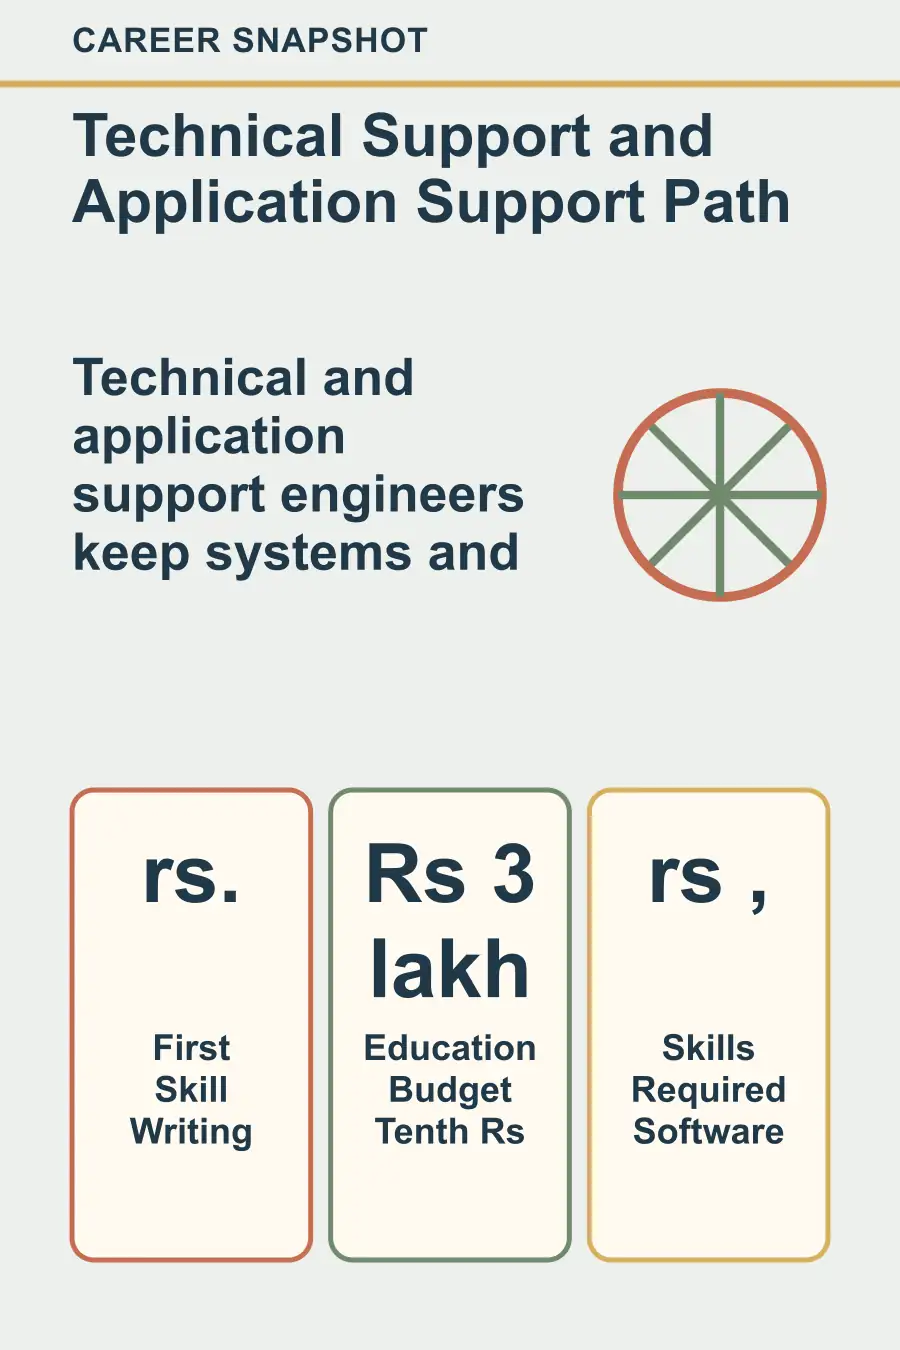 CAREER SNAPSHOT
Technical Support and
Application Support Path
Technical and
application
support engineers
keep systems and
rs.
First
Skill
Writing
Rs 3
lakh
Education
Budget
Tenth Rs
rs ,
Skills
Required
Software